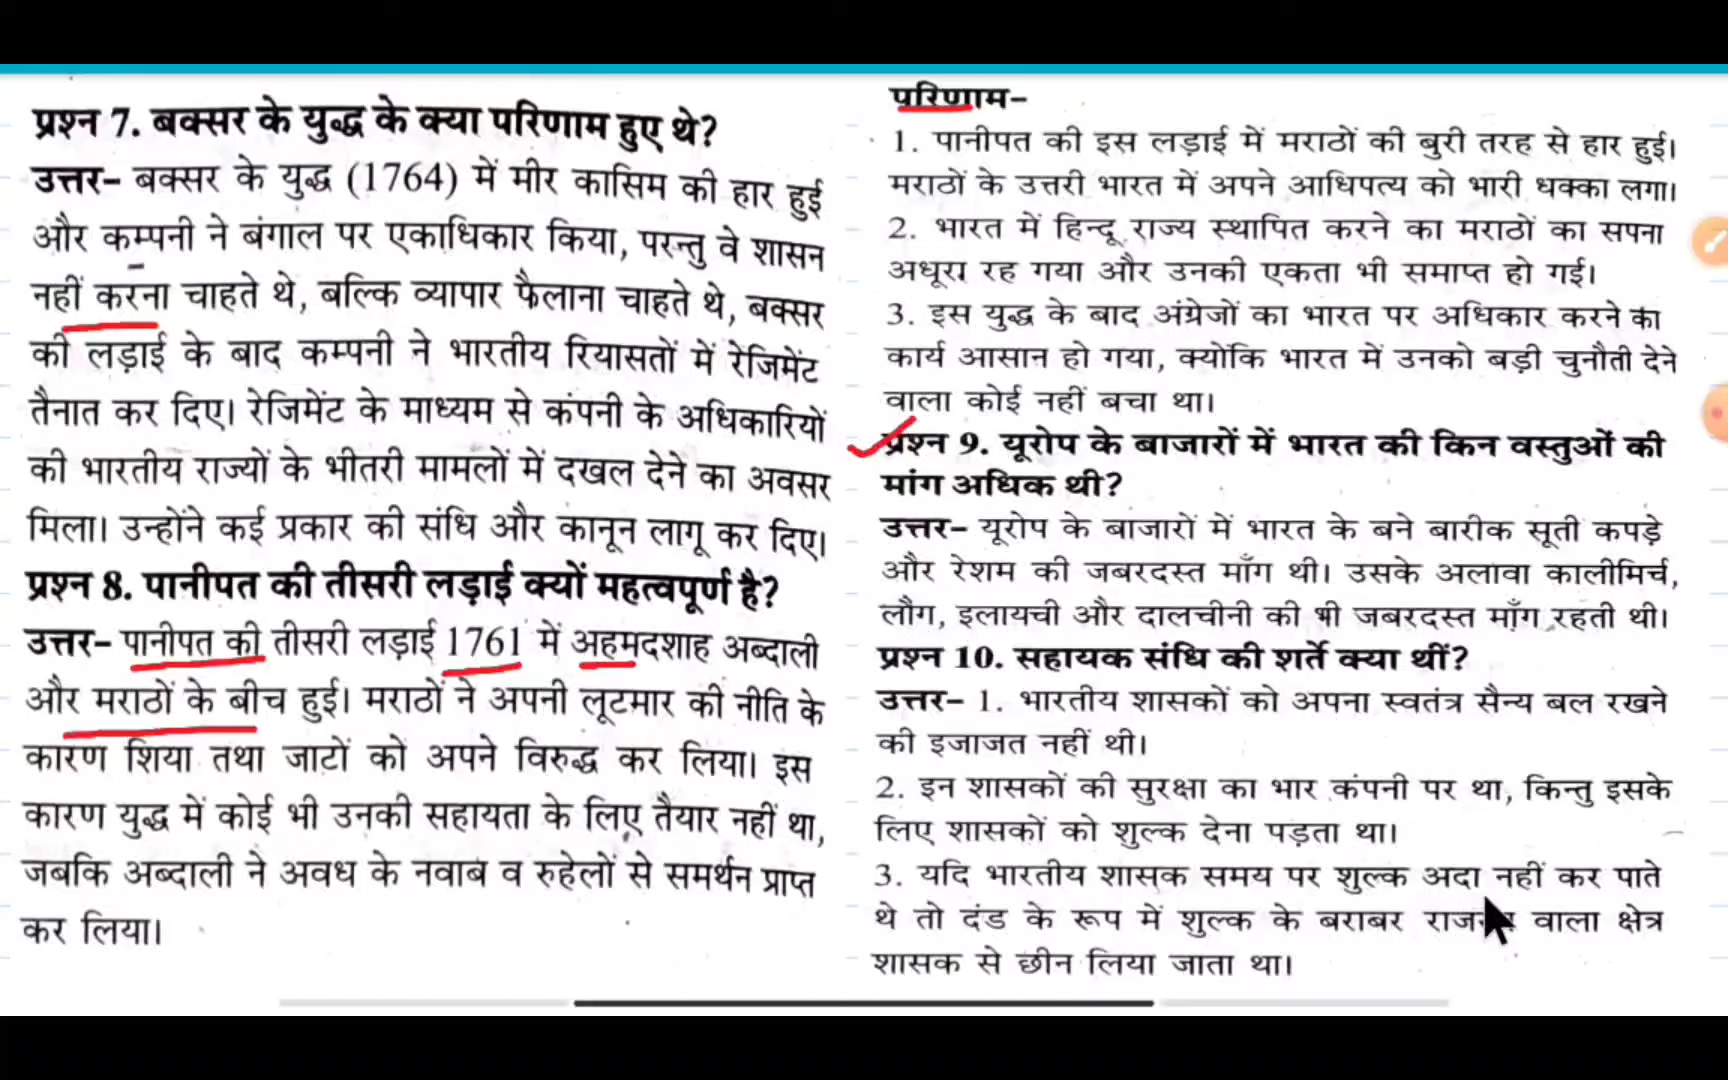 प्रश्न 7. बक्सर के युद्ध के क्या परिणाम हुए थे?
उत्तर– बक्सर के युद्ध (1764) में मीर कासिम की हार हुई
और कम्पनी ने बंगाल पर एकाधिकार किया, परन्तु वे शासन
नहीं करना चाहते थे, बल्कि व्यापार फैलाना चाहते थे, बक्सर
की लड़ाई के बाद कम्पनी ने भारतीय रियासतों में रेजिमेंट
तैनात कर दिए। रेजिमेंट के माध्यम से कंपनी के अधिकारियों
की भारतीय राज्यों के भीतरी मामलों में दखल देने का अवसर
मिला। उन्होंने कई प्रकार की संधि और कानून लागू कर दिए।
प्रश्न 8. पानीपत की तीसरी लड़ाई क्यों महत्वपूर्ण है?
उत्तर– पानीपत की तीसरी लड़ाई 1761 में अहमदशाह अब्दाली
और मराठों के बीच हुई। मराठों ने अपनी लूटमार की नीति के
कारण शिया तथा जाटों को अपने विरुद्ध कर लिया। इस
कारण युद्ध में कोई भी उनकी सहायता के लिए तैयार नहीं था,
जबकि अब्दाली ने अवध के नवाब व रुहेलों से समर्थन प्राप्त
कर लिया।
परिणाम–
1. पानीपत की इस लड़ाई में मराठों की बुरी तरह से हार हुई।
मराठों के उत्तरी भारत में अपने आधिपत्य को भारी धक्का लगा।
2. भारत में हिन्दू राज्य स्थापित करने का मराठों का सपना
अधूरा रह गया और उनकी एकता भी समाप्त हो गई।
3. इस युद्ध के बाद अंग्रेजों का भारत पर अधिकार करने का
कार्य आसान हो गया, क्योंकि भारत में उनको बड़ी चुनौती देने
वाला कोई नहीं बचा था।
प्रश्न 9. यूरोप के बाजारों में भारत की किन वस्तुओं की
मांग अधिक थी?
उत्तर– यूरोप के बाजारों में भारत के बने बारीक सूती कपड़े
और रेशम की जबरदस्त माँग थी। उसके अलावा कालीमिर्च,
लौंग, इलायची और दालचीनी की भी जबरदस्त माँग रहती थी।
प्रश्न 10. सहायक संधि की शर्ते क्या थीं?
उत्तर– 1. भारतीय शासकों को अपना स्वतंत्र सैन्य बल रखने
की इजाजत नहीं थी।
2. इन शासकों की सुरक्षा का भार कंपनी पर था, किन्तु इसके
लिए शासकों को शुल्क देना पड़ता था।
3. यदि भारतीय शासक समय पर शुल्क अदा नहीं कर पाते
थे तो दंड के रूप में शुल्क के बराबर वाला क्षेत्र
शासक से छीन लिया जाता था।